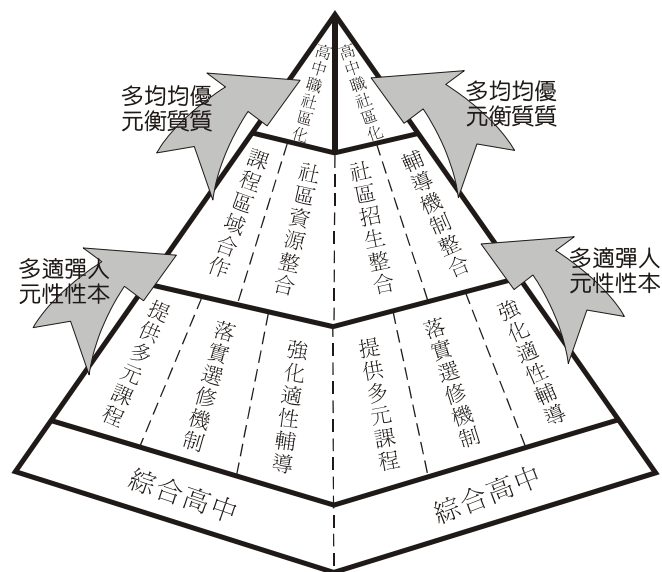 高中職社區化
高中職社區化
多均均優
元衡質質
多均均優
元衡質質
課程區域合作
社區資源整合
社區招生整合
輔導機制整合
多適彈人
元性性本
多適彈人
元性性本
提供多元課程
落實選修機制
強化適性輔導
提供多元課程
落實選修機制
強化適性輔導
綜合高中
綜合高中